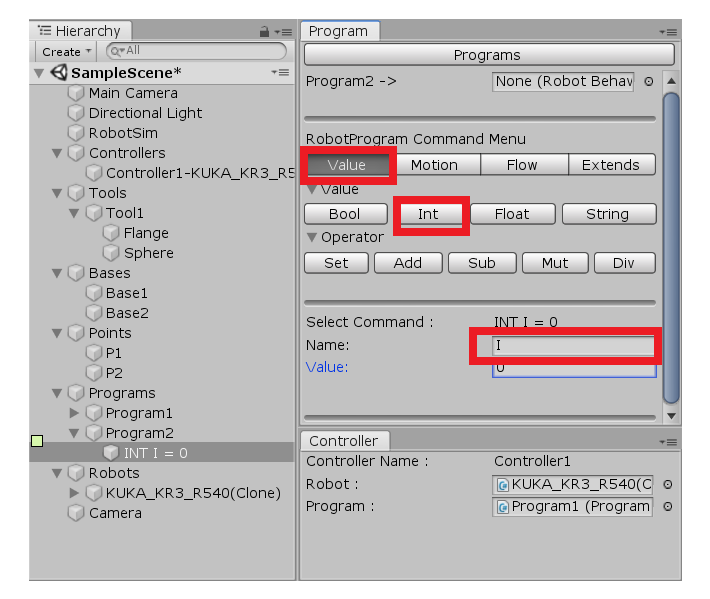 Hierarchy
Create
All
SampleScene*
Main Camera
Directional Light
RobotSim
Controllers
Controller1-KUKA_KR3_R5
Tools
Tool1
Flange
Sphere
Bases
Base1
Base2
Points
P1
P2
Programs
Program1
Program2
INT I = 0
Robots
KUKA_KR3_R540(Clone)
Camera
Program
Programs
Program2 -> None (Robot Behav
RobotProgram Command Menu
Value Motion Flow Extends
Value
Bool Int Float String
Operator
Set Add Sub Mut Div
Select Command : INT I = 0
Name: I
Value: 0
Controller
Controller Name : Controller1
Robot : KUKA_KR3_R540(C
Program : Program1 (Program